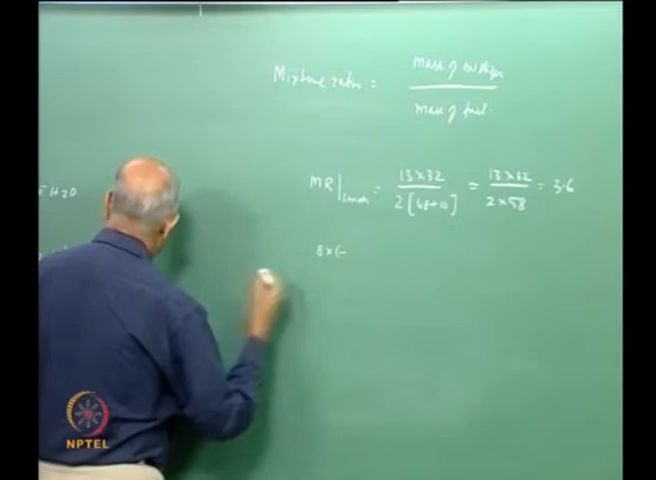 Mixture ratio = mass of oxidizer / mass of fuel
H2O
MR| = 13×32 / 2[48+10] = 13×32 / 2×58 = 3.6
8×(-
NPTEL